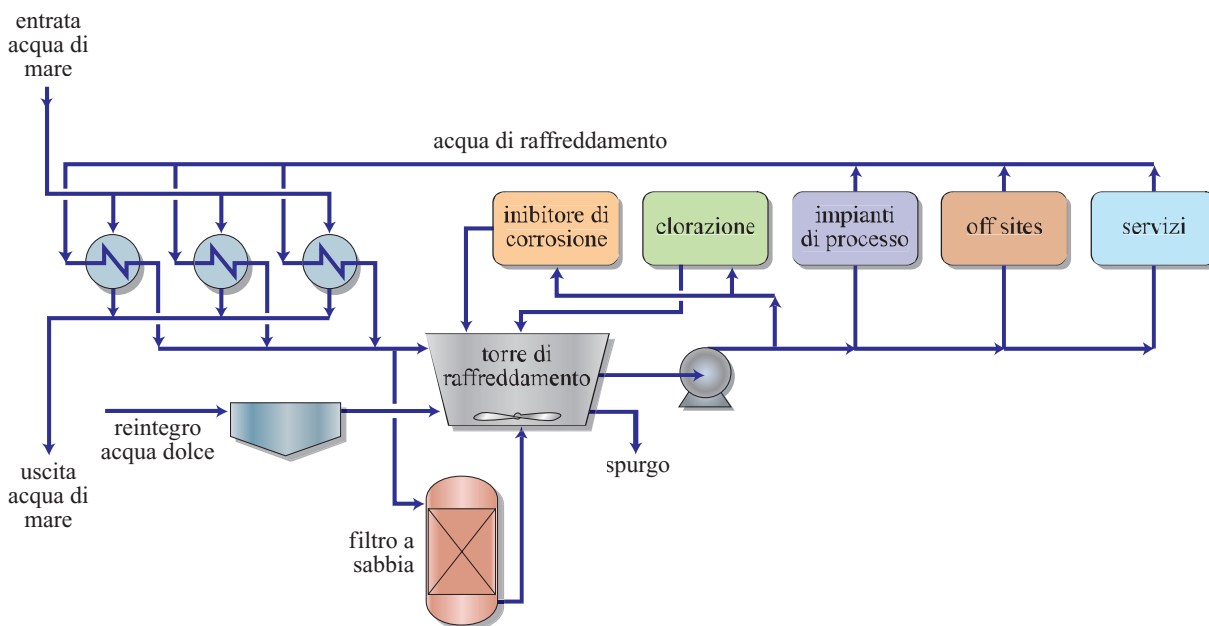 entrata
acqua di
mare
acqua di raffreddamento
inibitore di
corrosione
clorazione
impianti
di processo
off sites
servizi
torre di
raffreddamento
reintegro
acqua dolce
spurgo
uscita
acqua di
mare
filtro a
sabbia